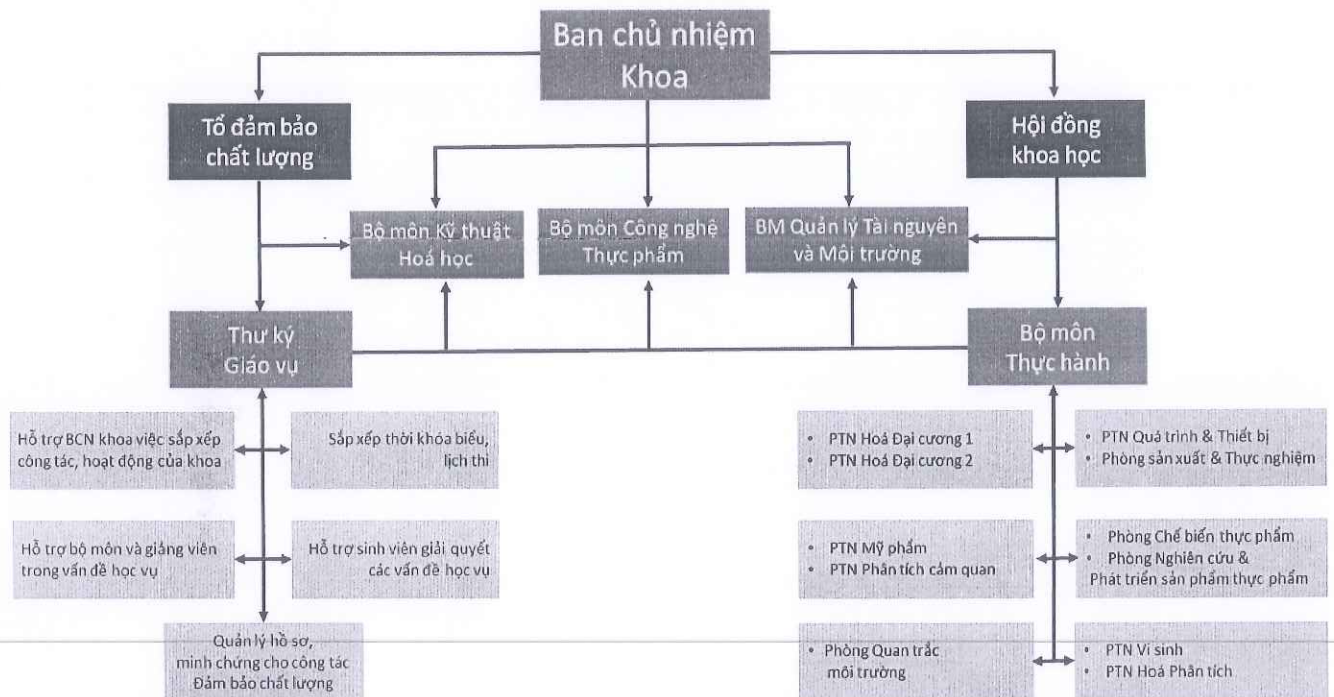 Ban chủ nhiệm
Khoa
Tổ đảm bảo
chất lượng
Hội đồng
khoa học
Bộ môn Kỹ thuật
Hoá học
Bộ môn Công nghệ
Thực phẩm
BM Quản lý Tài nguyên
và Môi trường
Thư ký
Giáo vụ
Bộ môn
Thực hành
Hỗ trợ BCN khoa việc sắp xếp
công tác, hoạt động của khoa
Sắp xếp thời khóa biểu,
lịch thi
• PTN Hoá Đại cương 1
• PTN Hoá Đại cương 2
• PTN Quá trình & Thiết bị
• Phòng sản xuất & Thực nghiệm
Hỗ trợ bộ môn và giảng viên
trong vấn đề học vụ
Hỗ trợ sinh viên giải quyết
các vấn đề học vụ
• PTN Mỹ phẩm
• PTN Phân tích cảm quan
• Phòng Chế biến thực phẩm
• Phòng Nghiên cứu &
Phát triển sản phẩm thực phẩm
Quản lý hồ sơ,
minh chứng cho công tác
Đảm bảo chất lượng
• Phòng Quan trắc
môi trường
• PTN Vi sinh
• PTN Hoá Phân tích